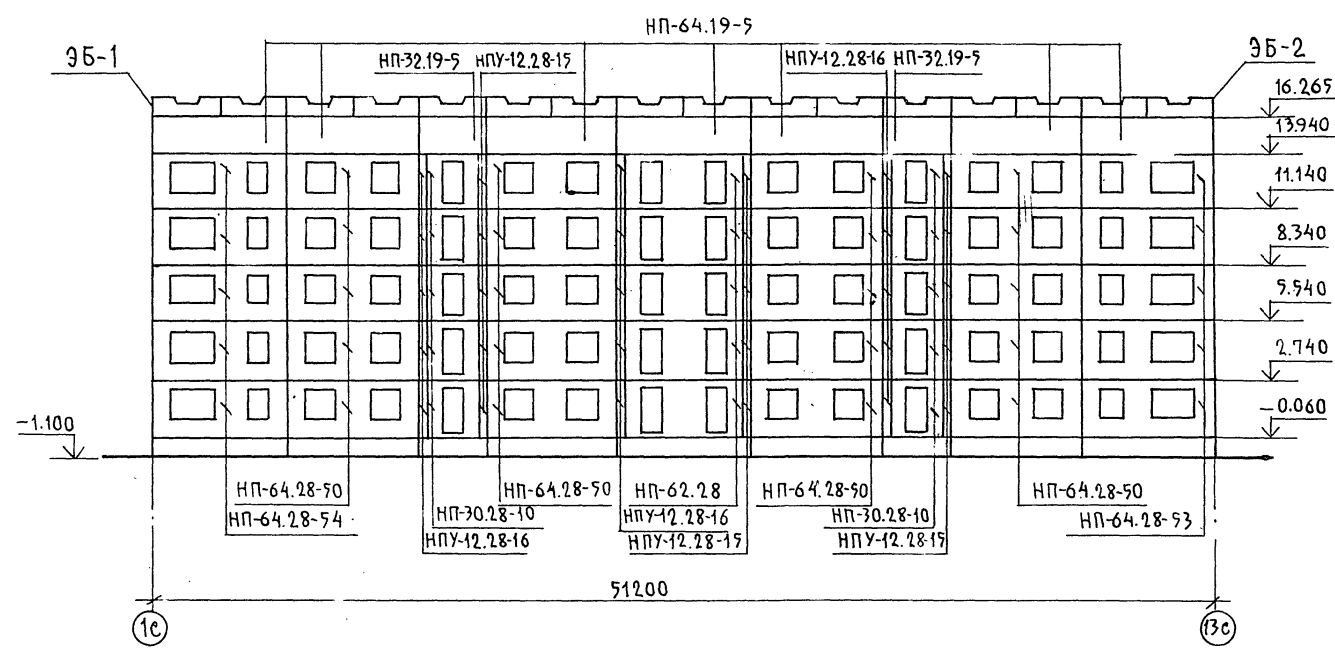 НП-64.19-5
ЭБ-1
НП-32.19-5
НПУ-12.28-15
НПУ-12.28-16
НП-32.19-5
ЭБ-2
16.265
13.940
11.140
8.340
5.540
2.740
-0.060
-1.100
НП-64.28-50
НП-64.28-54
НП-30.28-10
НПУ-12.28-16
НП-64.28-50
НП-62.28
НПУ-12.28-16
НПУ-12.28-15
НП-64.28-50
НП-30.28-10
НПУ-12.28-15
НП-64.28-50
НП-64.28-53
51200
1С
13С